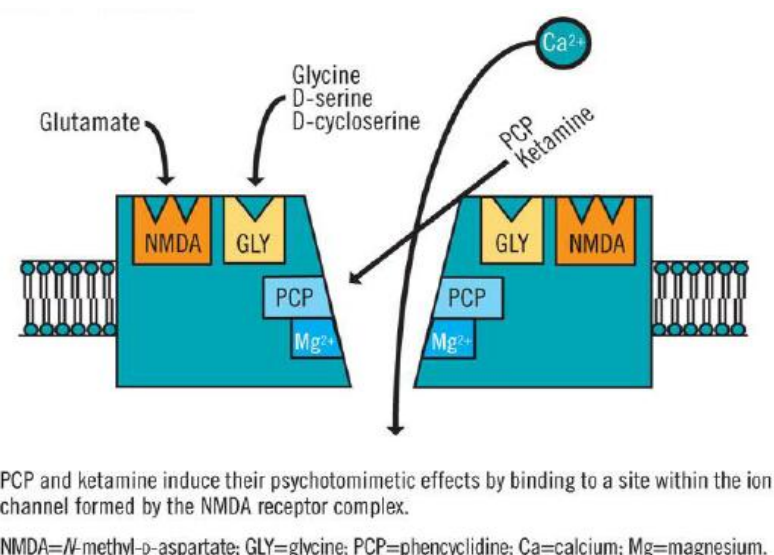 Ca2+
Glycine
D-serine
D-cycloserine
Glutamate
PCP
Ketamine
NMDA
GLY
GLY
NMDA
PCP
PCP
Mg2+
Mg2+
PCP and ketamine induce their psychotomimetic effects by binding to a site within the ion
channel formed by the NMDA receptor complex.
NMDA=N-methyl-D-aspartate; GLY=glycine; PCP=phencyclidine; Ca=calcium; Mg=magnesium.